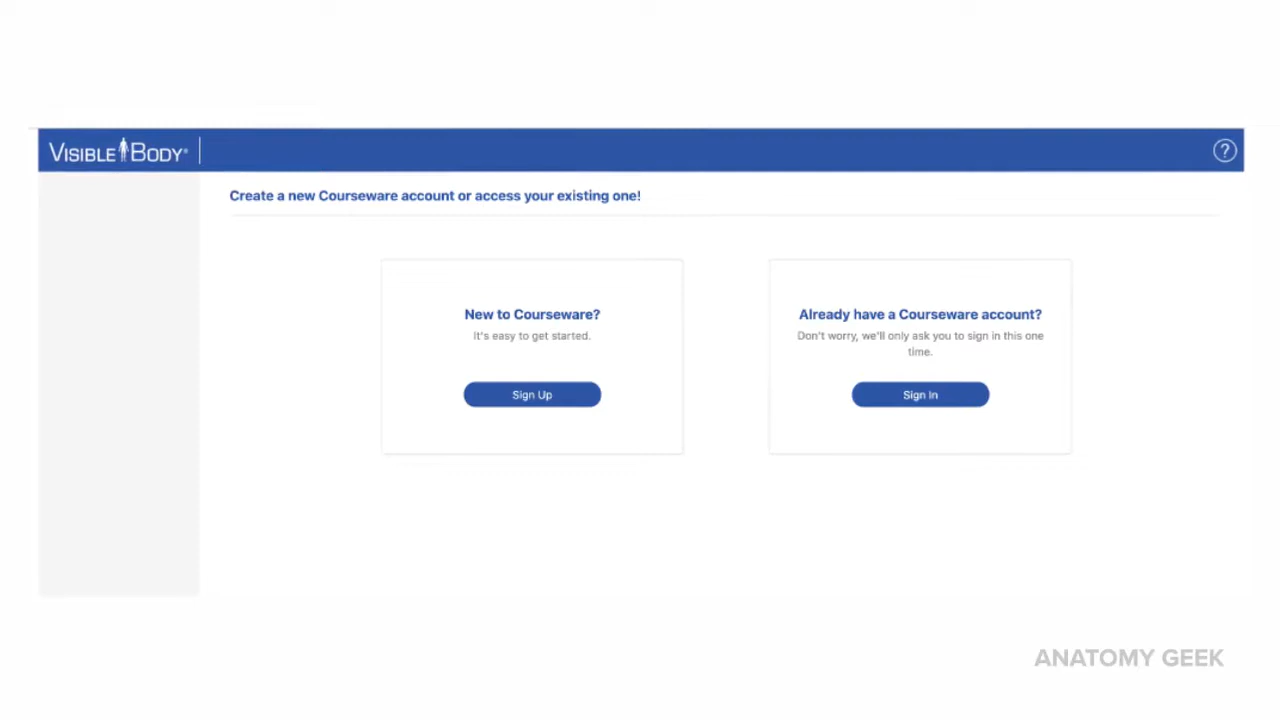 VISIBLE BODY®
?
Create a new Courseware account or access your existing one!
New to Courseware?
It's easy to get started.
Sign Up
Already have a Courseware account?
Don't worry, we'll only ask you to sign in this one
time.
Sign In
ANATOMY GEEK